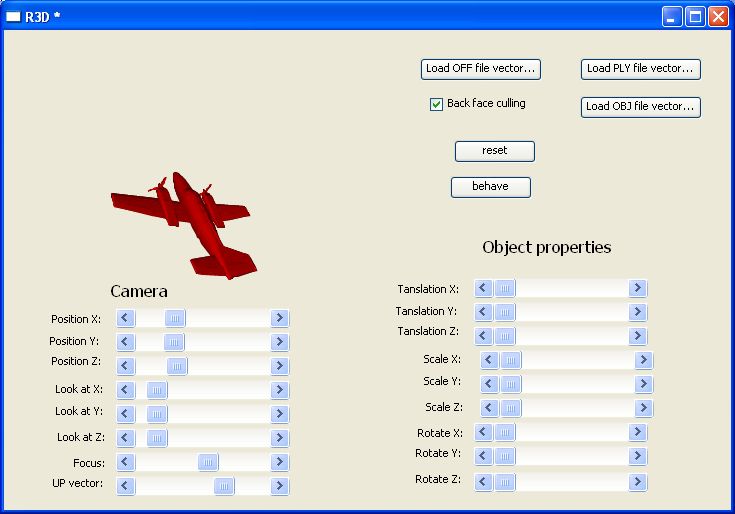 R3D *
Load OFF file vector...
Load PLY file vector...
Back face culling
Load OBJ file vector...
reset
behave
Object properties
Camera
Position X:
Position Y:
Position Z:
Look at X:
Look at Y:
Look at Z:
Focus:
UP vector:
Tanslation X:
Tanslation Y:
Tanslation Z:
Scale X:
Scale Y:
Scale Z:
Rotate X:
Rotate Y:
Rotate Z: